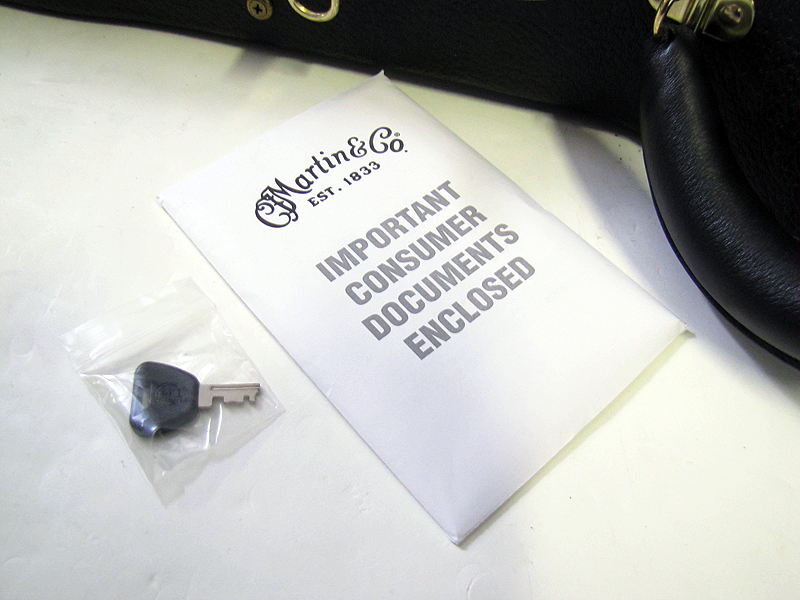 CFMartin & Co.®
EST. 1833
IMPORTANT
CONSUMER
DOCUMENTS
ENCLOSED